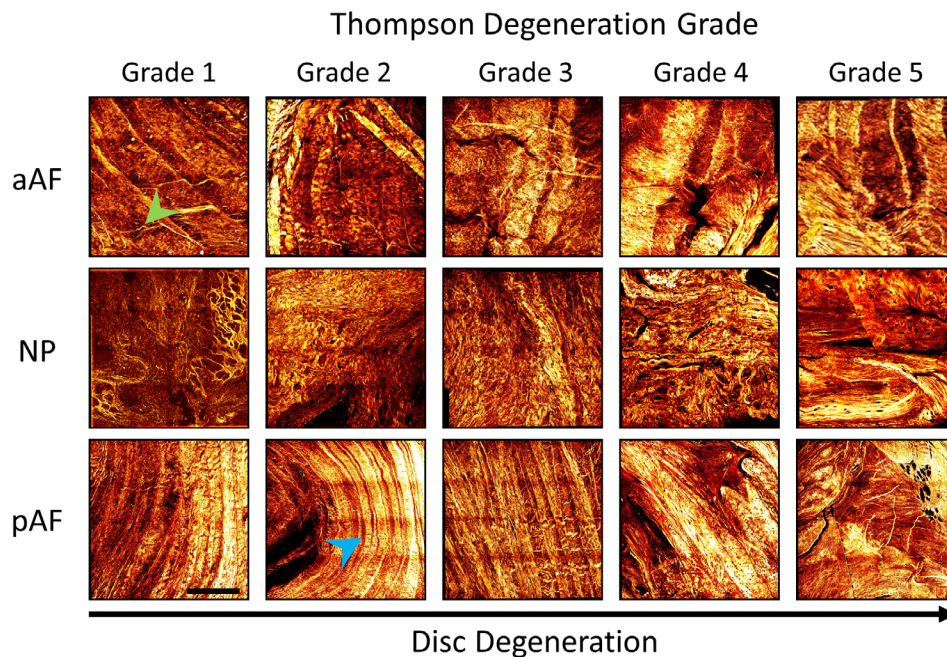 Thompson Degeneration Grade
Grade 1 Grade 2 Grade 3 Grade 4 Grade 5
aAF
NP
pAF
Disc Degeneration